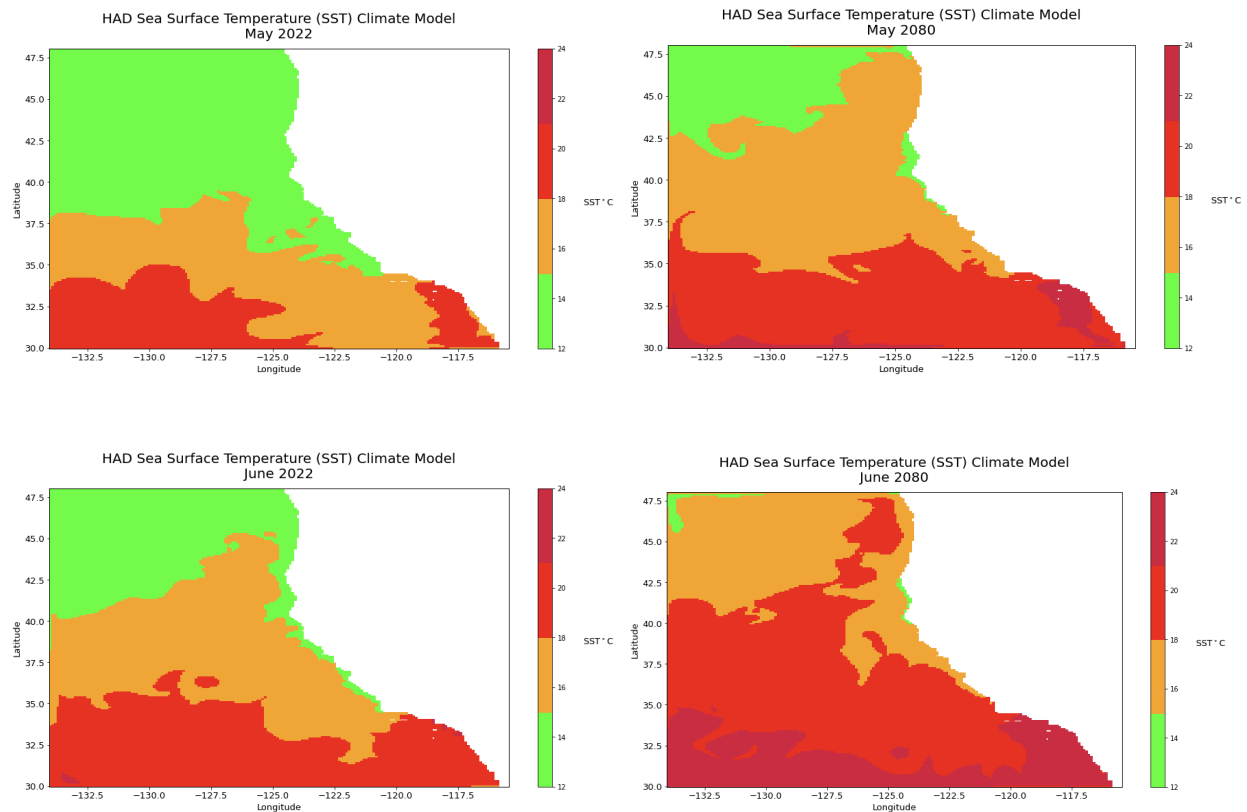 HAD Sea Surface Temperature (SST) Climate Model
May 2022
47.5
45.0
42.5
40.0
37.5
35.0
32.5
30.0
Latitude
−132.5 −130.0 −127.5 −125.0 −122.5 −120.0 −117.5
Longitude
24
22
20
18
16
14
12
SST°C
HAD Sea Surface Temperature (SST) Climate Model
May 2080
47.5
45.0
42.5
40.0
37.5
35.0
32.5
30.0
Latitude
−132.5 −130.0 −127.5 −125.0 −122.5 −120.0 −117.5
Longitude
24
22
20
18
16
14
12
SST°C
HAD Sea Surface Temperature (SST) Climate Model
June 2022
47.5
45.0
42.5
40.0
37.5
35.0
32.5
30.0
Latitude
−132.5 −130.0 −127.5 −125.0 −122.5 −120.0 −117.5
Longitude
24
22
20
18
16
14
12
SST°C
HAD Sea Surface Temperature (SST) Climate Model
June 2080
47.5
45.0
42.5
40.0
37.5
35.0
32.5
30.0
Latitude
−132.5 −130.0 −127.5 −125.0 −122.5 −120.0 −117.5
Longitude
24
22
20
18
16
14
12
SST°C